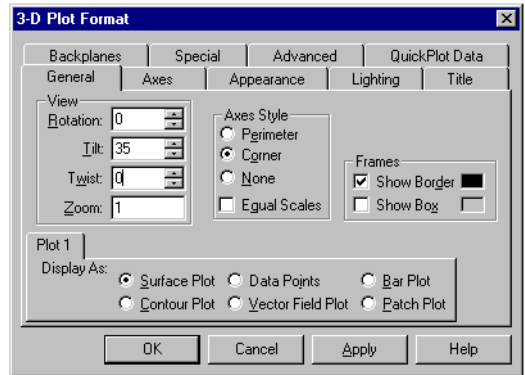 3-D Plot Format
Backplanes Special Advanced QuickPlot Data
General Axes Appearance Lighting Title
View
Rotation: 0
Tilt: 35
Twist: 0
Zoom: 1
Axes Style
Perimeter
Corner
None
Equal Scales
Frames
Show Border
Show Box
Plot 1
Display As:
Surface Plot Data Points Bar Plot
Contour Plot Vector Field Plot Patch Plot
OK Cancel Apply Help